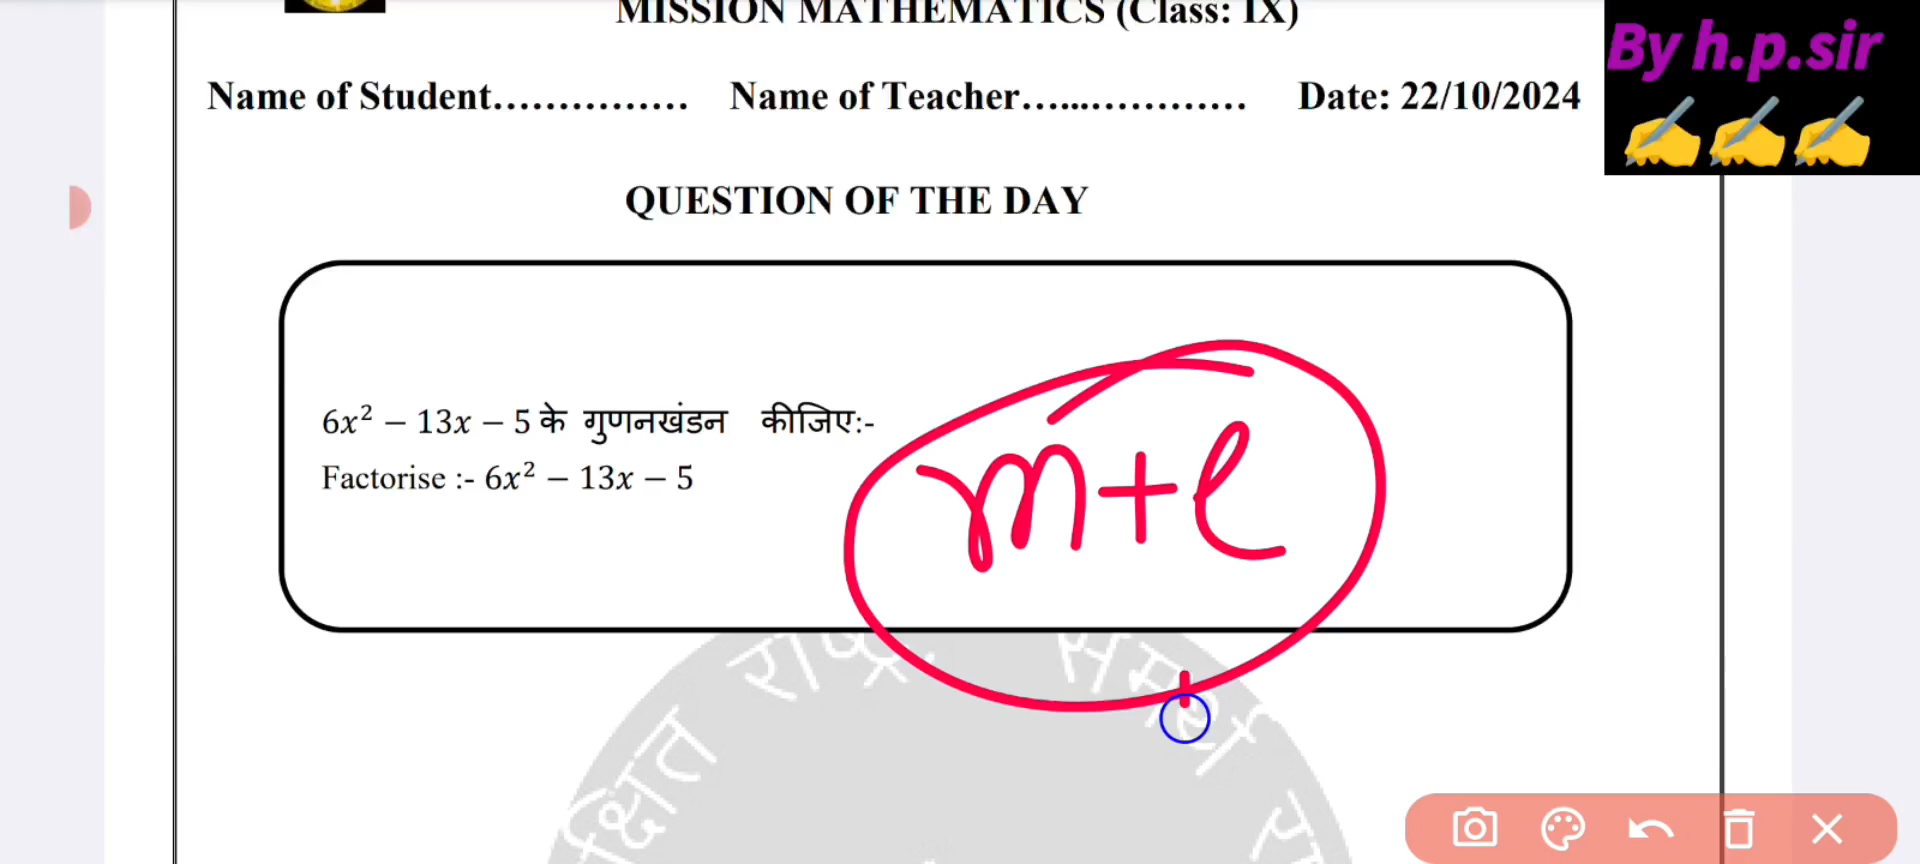 MISSION MATHEMATICS (Class: IX)
By h.p.sir
Name of Student............... Name of Teacher.................. Date: 22/10/2024
QUESTION OF THE DAY
6x² − 13x − 5 के गुणनखंडन कीजिए:-
Factorise :- 6x² − 13x − 5
m+l